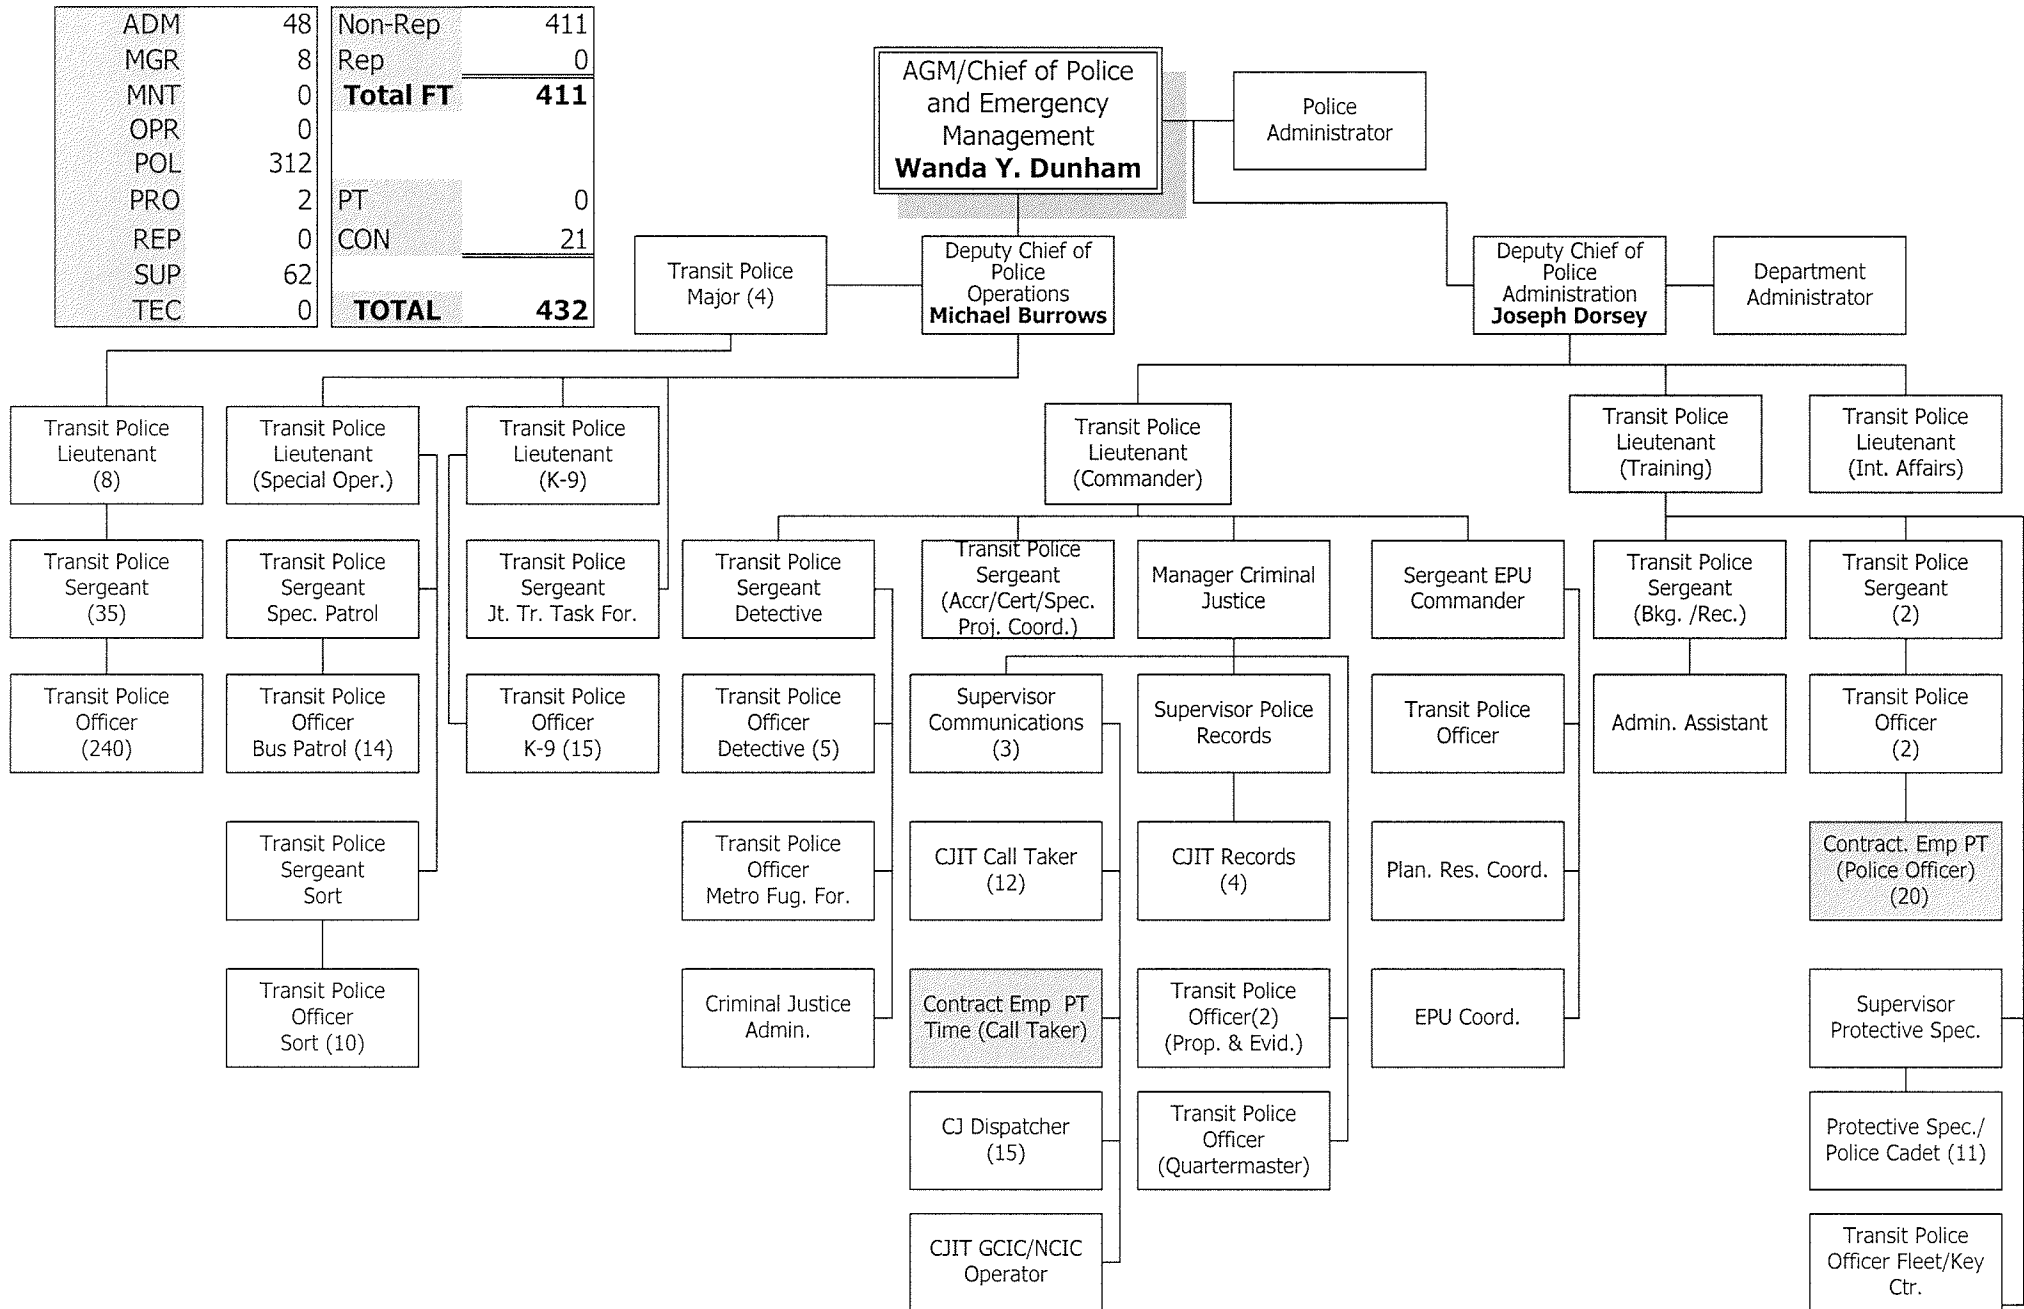 ADM 48
MGR 8
MNT 0
OPR 0
POL 312
PRO 2
REP 0
SUP 62
TEC 0
Non-Rep 411
Rep 0
Total FT 411
PT 0
CON 21
TOTAL 432
AGM/Chief of Police
and Emergency
Management
Wanda Y. Dunham
Police
Administrator
Transit Police
Major (4)
Deputy Chief of
Police
Operations
Michael Burrows
Deputy Chief of
Police
Administration
Joseph Dorsey
Department
Administrator
Transit Police
Lieutenant
(8)
Transit Police
Lieutenant
(Special Oper.)
Transit Police
Lieutenant
(K-9)
Transit Police
Lieutenant
(Commander)
Transit Police
Lieutenant
(Training)
Transit Police
Lieutenant
(Int. Affairs)
Transit Police
Sergeant
(35)
Transit Police
Sergeant
Spec. Patrol
Transit Police
Sergeant
Jt. Tr. Task For.
Transit Police
Sergeant
Detective
Transit Police
Sergeant
(Accr/Cert/Spec.
Proj. Coord.)
Manager Criminal
Justice
Sergeant EPU
Commander
Transit Police
Sergeant
(Bkg. /Rec.)
Transit Police
Sergeant
(2)
Transit Police
Officer
(240)
Transit Police
Officer
Bus Patrol (14)
Transit Police
Officer
K-9 (15)
Transit Police
Officer
Detective (5)
Supervisor
Communications
(3)
Supervisor Police
Records
Transit Police
Officer
Admin. Assistant
Transit Police
Officer
(2)
Transit Police
Sergeant
Sort
Transit Police
Officer
Metro Fug. For.
CJIT Call Taker
(12)
CJIT Records
(4)
Plan. Res. Coord.
Contract. Emp PT
(Police Officer)
(20)
Transit Police
Officer
Sort (10)
Criminal Justice
Admin.
Contract Emp PT
Time (Call Taker)
Transit Police
Officer(2)
(Prop. & Evid.)
EPU Coord.
Supervisor
Protective Spec.
CJ Dispatcher
(15)
Transit Police
Officer
(Quartermaster)
Protective Spec./
Police Cadet (11)
CJIT GCIC/NCIC
Operator
Transit Police
Officer Fleet/Key
Ctr.